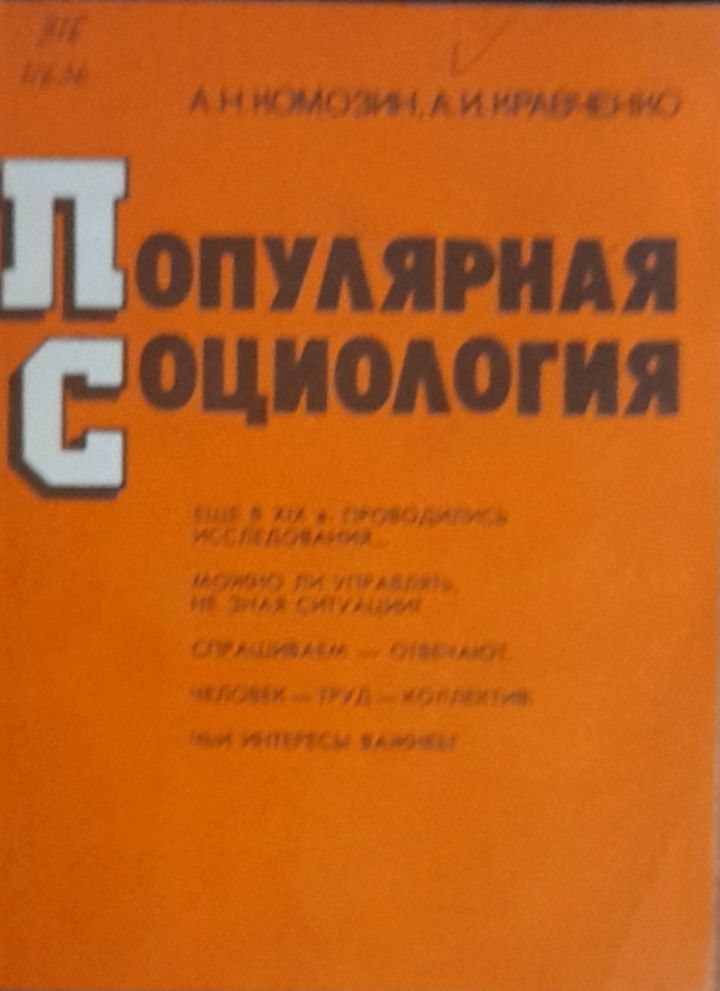 316
А.Н.КОМОЗИН, А.И.КРАВЧЕНКО
ПОПУЛЯРНАЯ
СОЦИОЛОГИЯ
ЕЩЕ В XIX в. ПРОВОДИЛИСЬ
ИССЛЕДОВАНИЯ...
МОЖНО ЛИ УПРАВЛЯТЬ,
НЕ ЗНАЯ СИТУАЦИИ?
СПРАШИВАЕМ — ОТВЕЧАЮТ.
ЧЕЛОВЕК — ТРУД — КОЛЛЕКТИВ:
ЧЬИ ИНТЕРЕСЫ ВАЖНЕЕ?